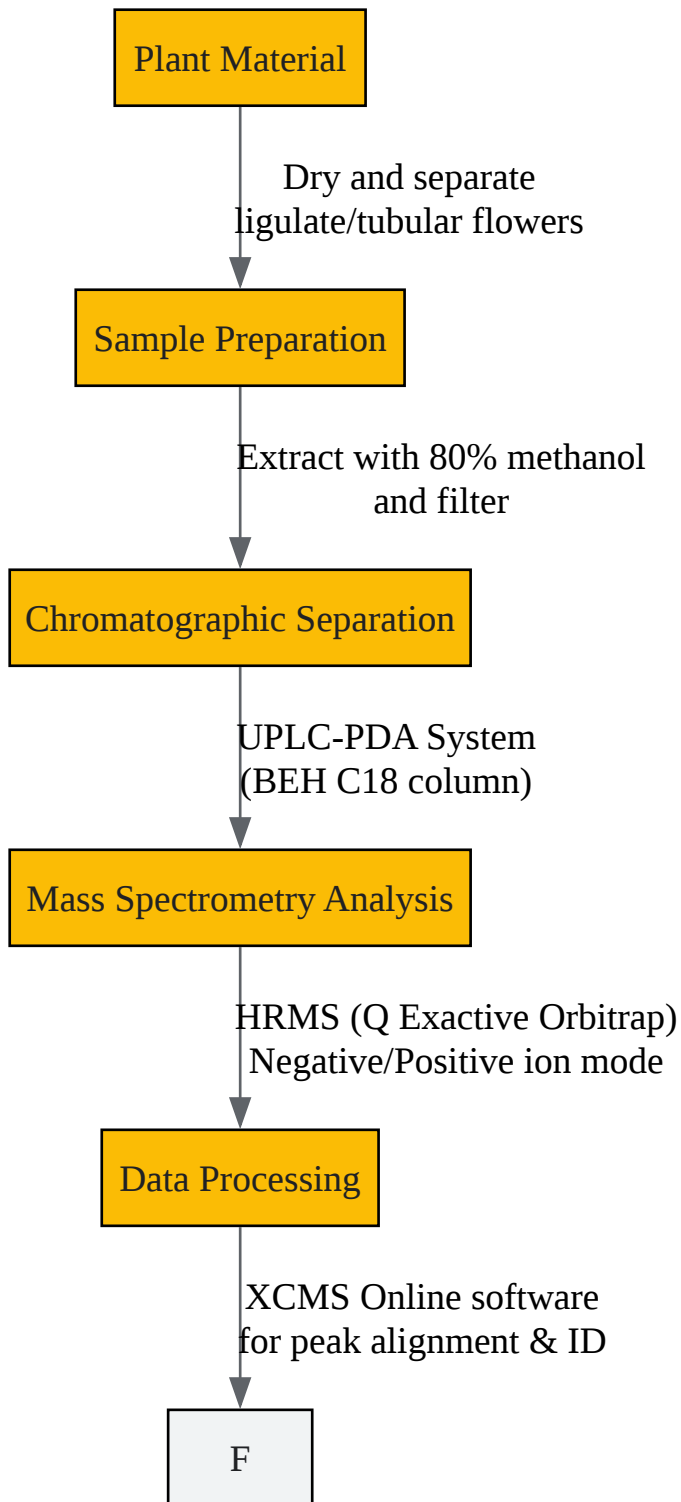 Plant Material
Dry and separate
ligulate/tubular flowers
Sample Preparation
Extract with 80% methanol
and filter
Chromatographic Separation
UPLC-PDA System
(BEH C18 column)
Mass Spectrometry Analysis
HRMS (Q Exactive Orbitrap)
Negative/Positive ion mode
Data Processing
XCMS Online software
for peak alignment & ID
F